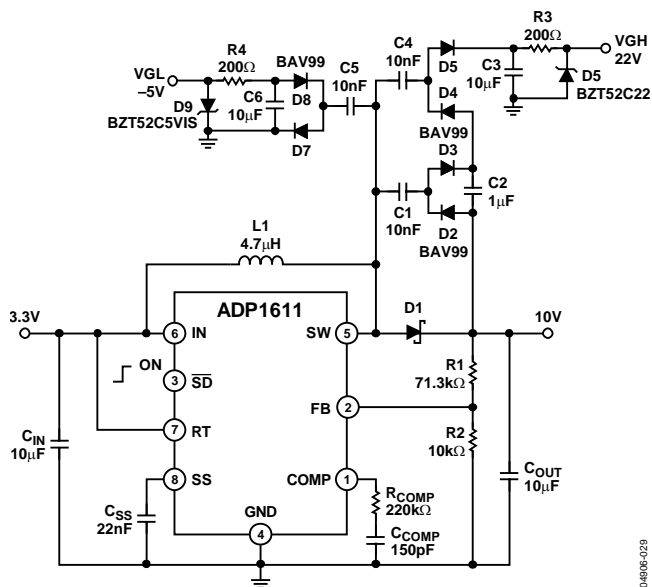 VGL
–5V
R4
200Ω
BAV99
D8
C5
10nF
C4
10nF
D5
R3
200Ω
VGH
22V
D9
BZT52C5VIS
C6
10µF
D7
D4
BAV99
C3
10µF
D5
BZT52C22
D3
C1
10nF
D2
BAV99
C2
1µF
L1
4.7µH
ADP1611
3.3V
6
IN
SW
5
D1
10V
ON
3
SD
R1
71.3kΩ
FB
2
7
RT
R2
10kΩ
CIN
10µF
8
SS
COMP
1
COUT
10µF
CSS
22nF
GND
4
RCOMP
220kΩ
CCOMP
150pF
04906-029